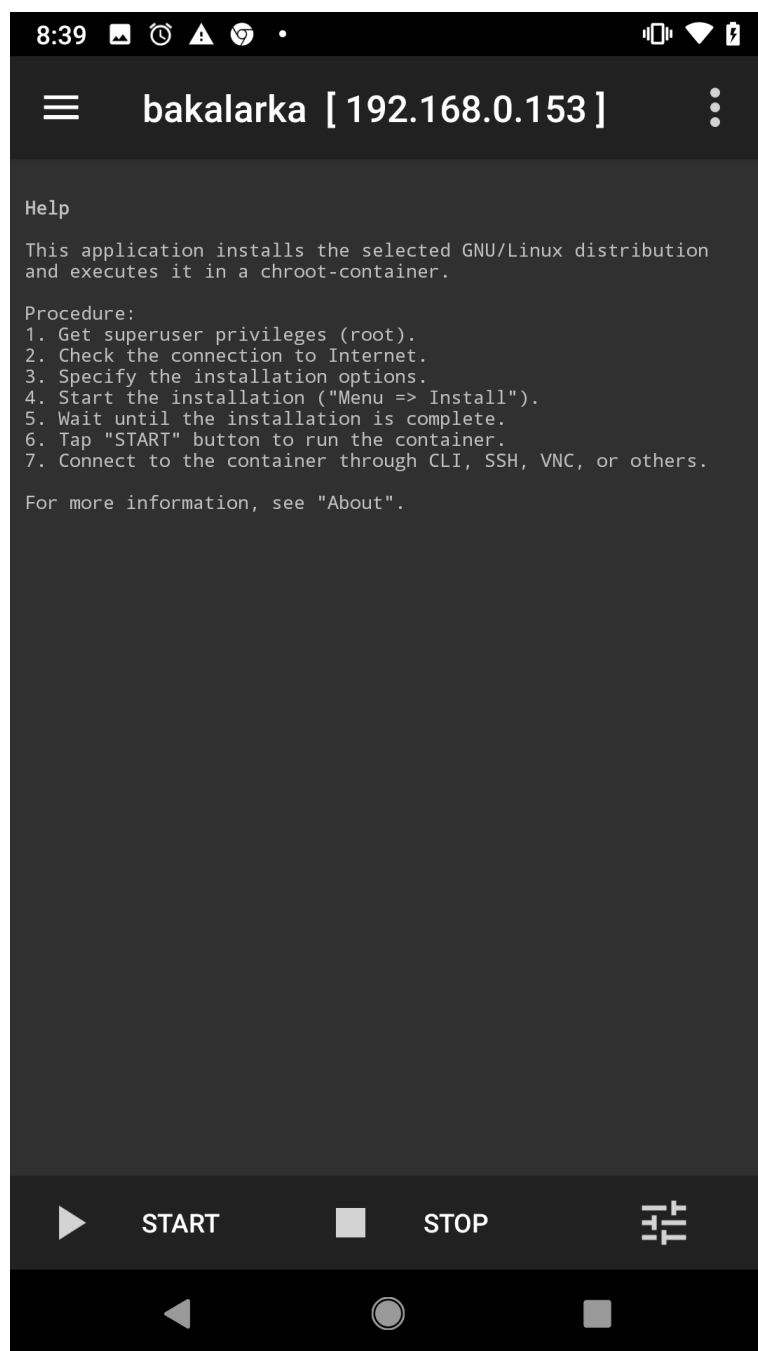 8:39
bakalarka [ 192.168.0.153 ]
Help
This application installs the selected GNU/Linux distribution
and executes it in a chroot-container.
Procedure:
1. Get superuser privileges (root).
2. Check the connection to Internet.
3. Specify the installation options.
4. Start the installation ("Menu => Install").
5. Wait until the installation is complete.
6. Tap "START" button to run the container.
7. Connect to the container through CLI, SSH, VNC, or others.
For more information, see "About".
START STOP